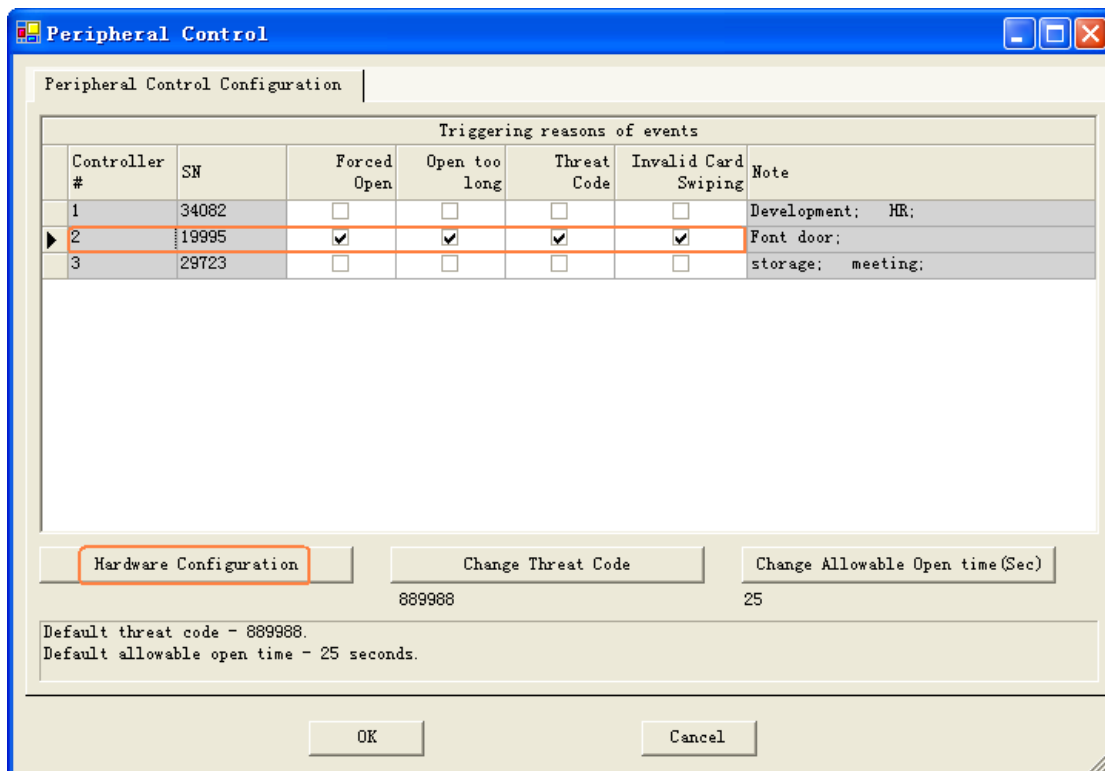 Peripheral Control
Peripheral Control Configuration
Triggering reasons of events
Controller # SN Forced Open Open too long Threat Code Invalid Card Swiping Note
1 34082 Development; HR;
2 19995 Font door;
3 29723 storage; meeting;
Hardware Configuration Change Threat Code Change Allowable Open time(Sec)
889988 25
Default threat code - 889988.
Default allowable open time - 25 seconds.
OK Cancel